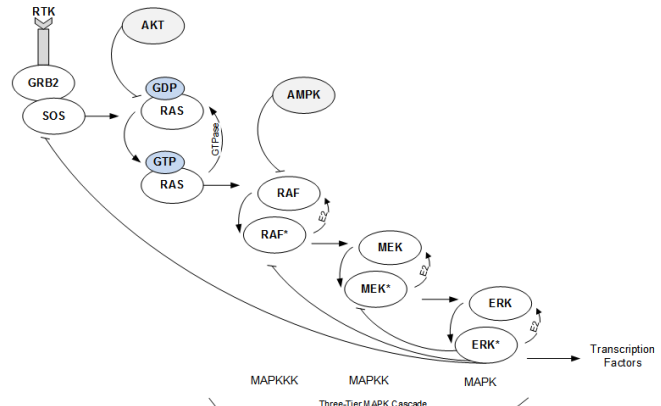 RTK
AKT
GRB2
SOS
GDP
RAS
GTPase
GTP
RAS
AMPK
RAF
RAF*
E2
MEK
MEK*
E2
ERK
ERK*
E2
Transcription
Factors
MAPKKK
MAPKK
MAPK
Three-Tier MAPK Cascade